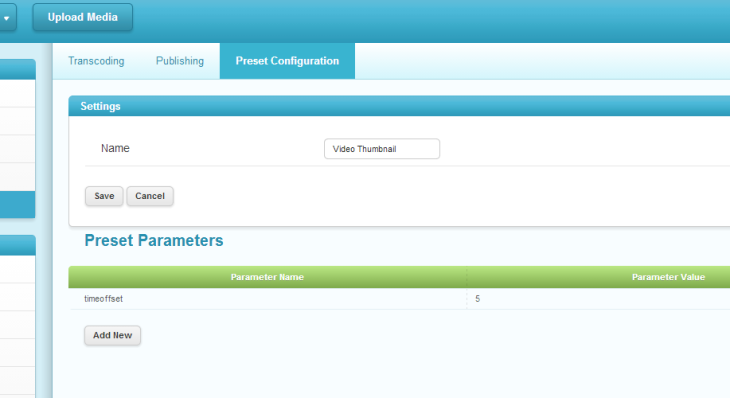 Upload Media
Transcoding Publishing Preset Configuration
Settings
Name Video Thumbnail
Save Cancel
Preset Parameters
Parameter Name Parameter Value
timeoffset 5
Add New